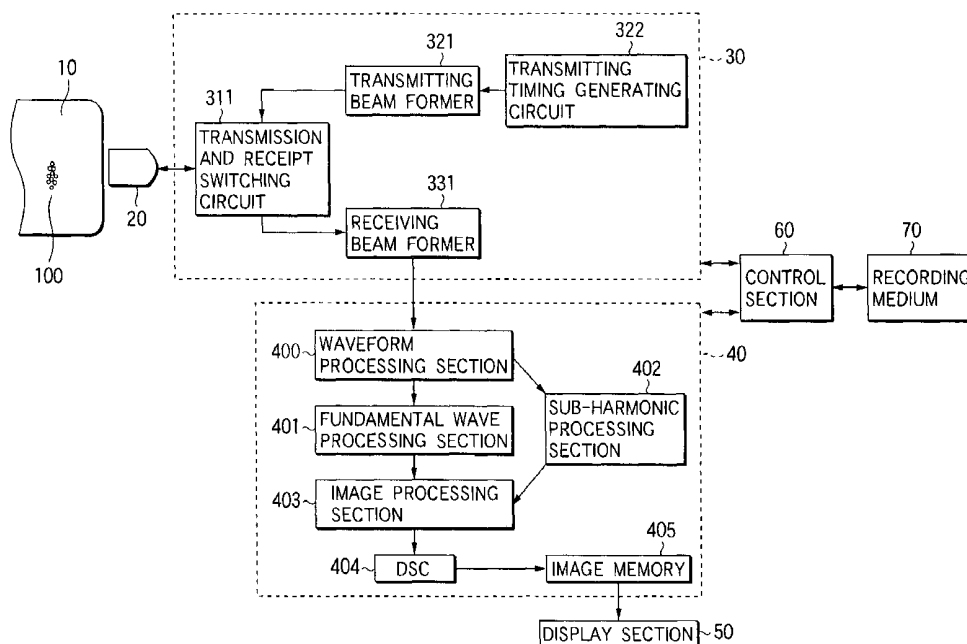 322
321
30
10
TRANSMITTING
BEAM FORMER
TRANSMITTING
TIMING GENERATING
CIRCUIT
311
TRANSMISSION
AND RECEIPT
SWITCHING
CIRCUIT
20
331
100
RECEIVING
BEAM FORMER
60
70
CONTROL
SECTION
RECORDING
MEDIUM
40
400
WAVEFORM
PROCESSING SECTION
402
401
FUNDAMENTAL WAVE
PROCESSING SECTION
SUB-HARMONIC
PROCESSING
SECTION
403
IMAGE PROCESSING
SECTION
405
404
DSC
IMAGE MEMORY
DISPLAY SECTION
50